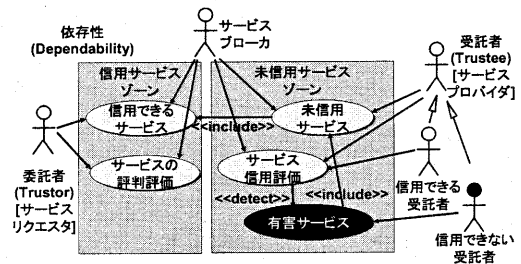 サービス
ブローカ
依存性
(Dependability)
信用サービス
ゾーン
未信用サービス
ゾーン
受託者
(Trustee)
[サービス
プロバイダ]
信用できる
サービス
<<include>>
未信用
サービス
委託者
(Trustor)
[サービス
リクエスタ]
サービスの
評判評価
サービス
信用評価
<<detect>>
<<include>>
有害サービス
信用できる
受託者
信用できない
受託者